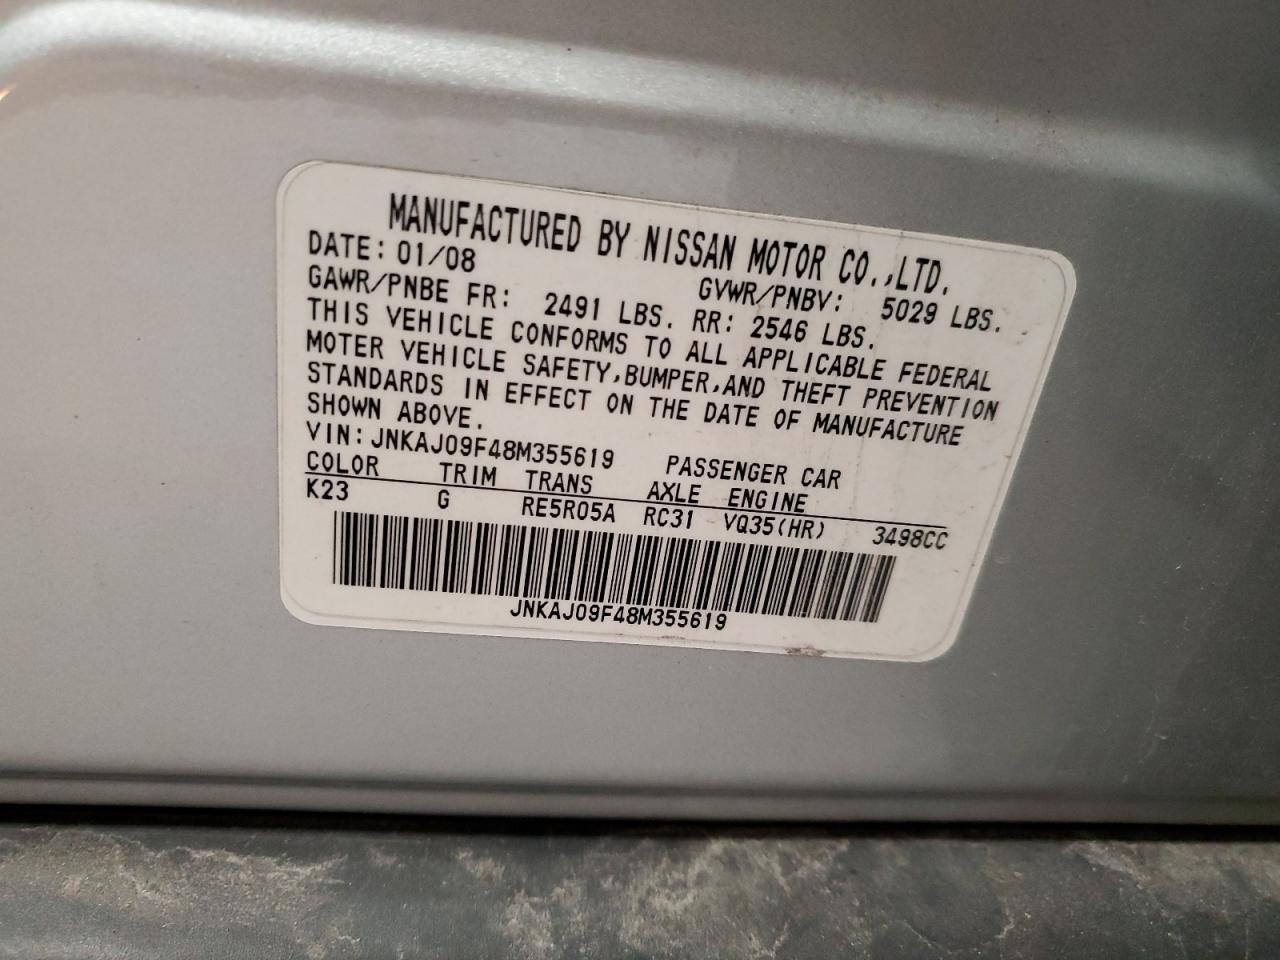 MANUFACTURED BY NISSAN MOTOR CO.,LTD.
DATE: 01/08 GVWR/PNBV: 5029 LBS.
GAWR/PNBE FR: 2491 LBS. RR: 2546 LBS.
THIS VEHICLE CONFORMS TO ALL APPLICABLE FEDERAL
MOTER VEHICLE SAFETY,BUMPER,AND THEFT PREVENTION
STANDARDS IN EFFECT ON THE DATE OF MANUFACTURE
SHOWN ABOVE.
VIN: JNKAJ09F48M355619 PASSENGER CAR
COLOR TRIM TRANS AXLE ENGINE
K23 G RE5R05A RC31 VQ35(HR) 3498CC
JNKAJ09F48M355619